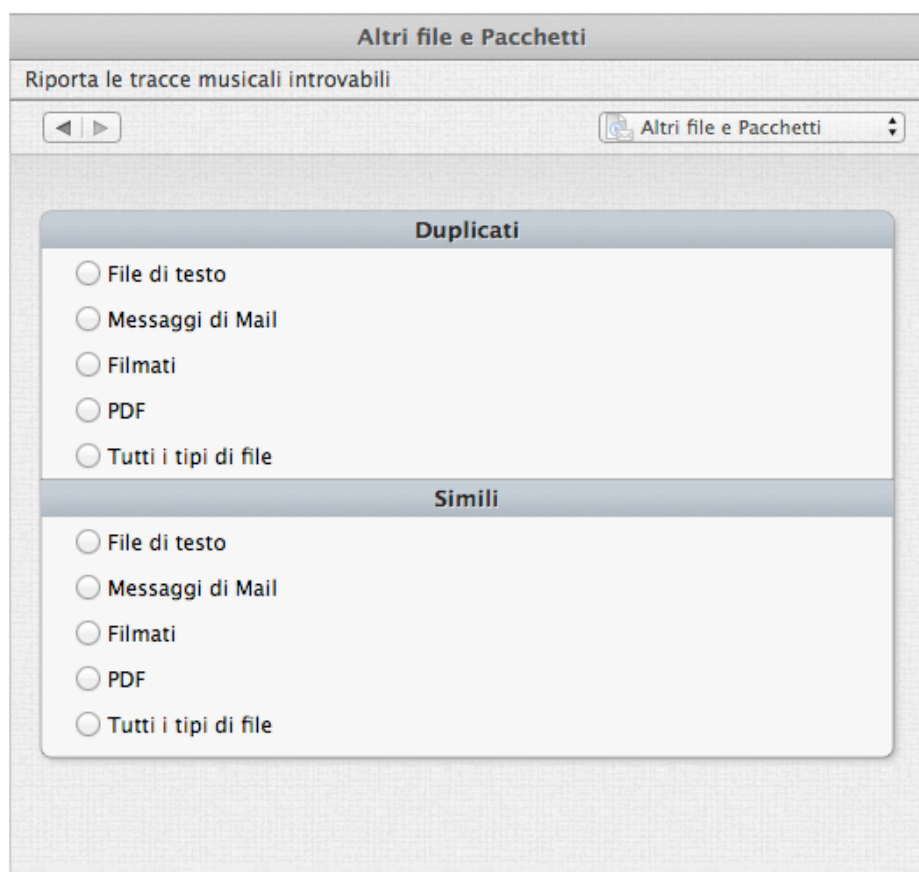 Altri file e Pacchetti
Riporta le tracce musicali introvabili
Altri file e Pacchetti
Duplicati
File di testo
Messaggi di Mail
Filmati
PDF
Tutti i tipi di file
Simili
File di testo
Messaggi di Mail
Filmati
PDF
Tutti i tipi di file